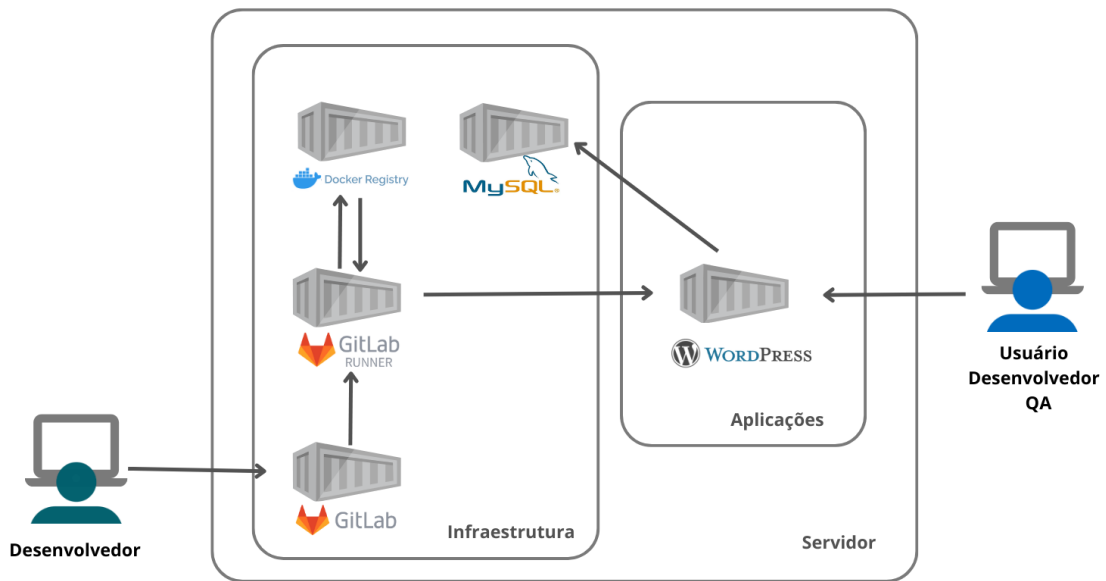 Docker Registry
MySQL®
GitLab
RUNNER
WORDPRESS
Usuário
Desenvolvedor
QA
Aplicações
GitLab
Infraestrutura
Servidor
Desenvolvedor